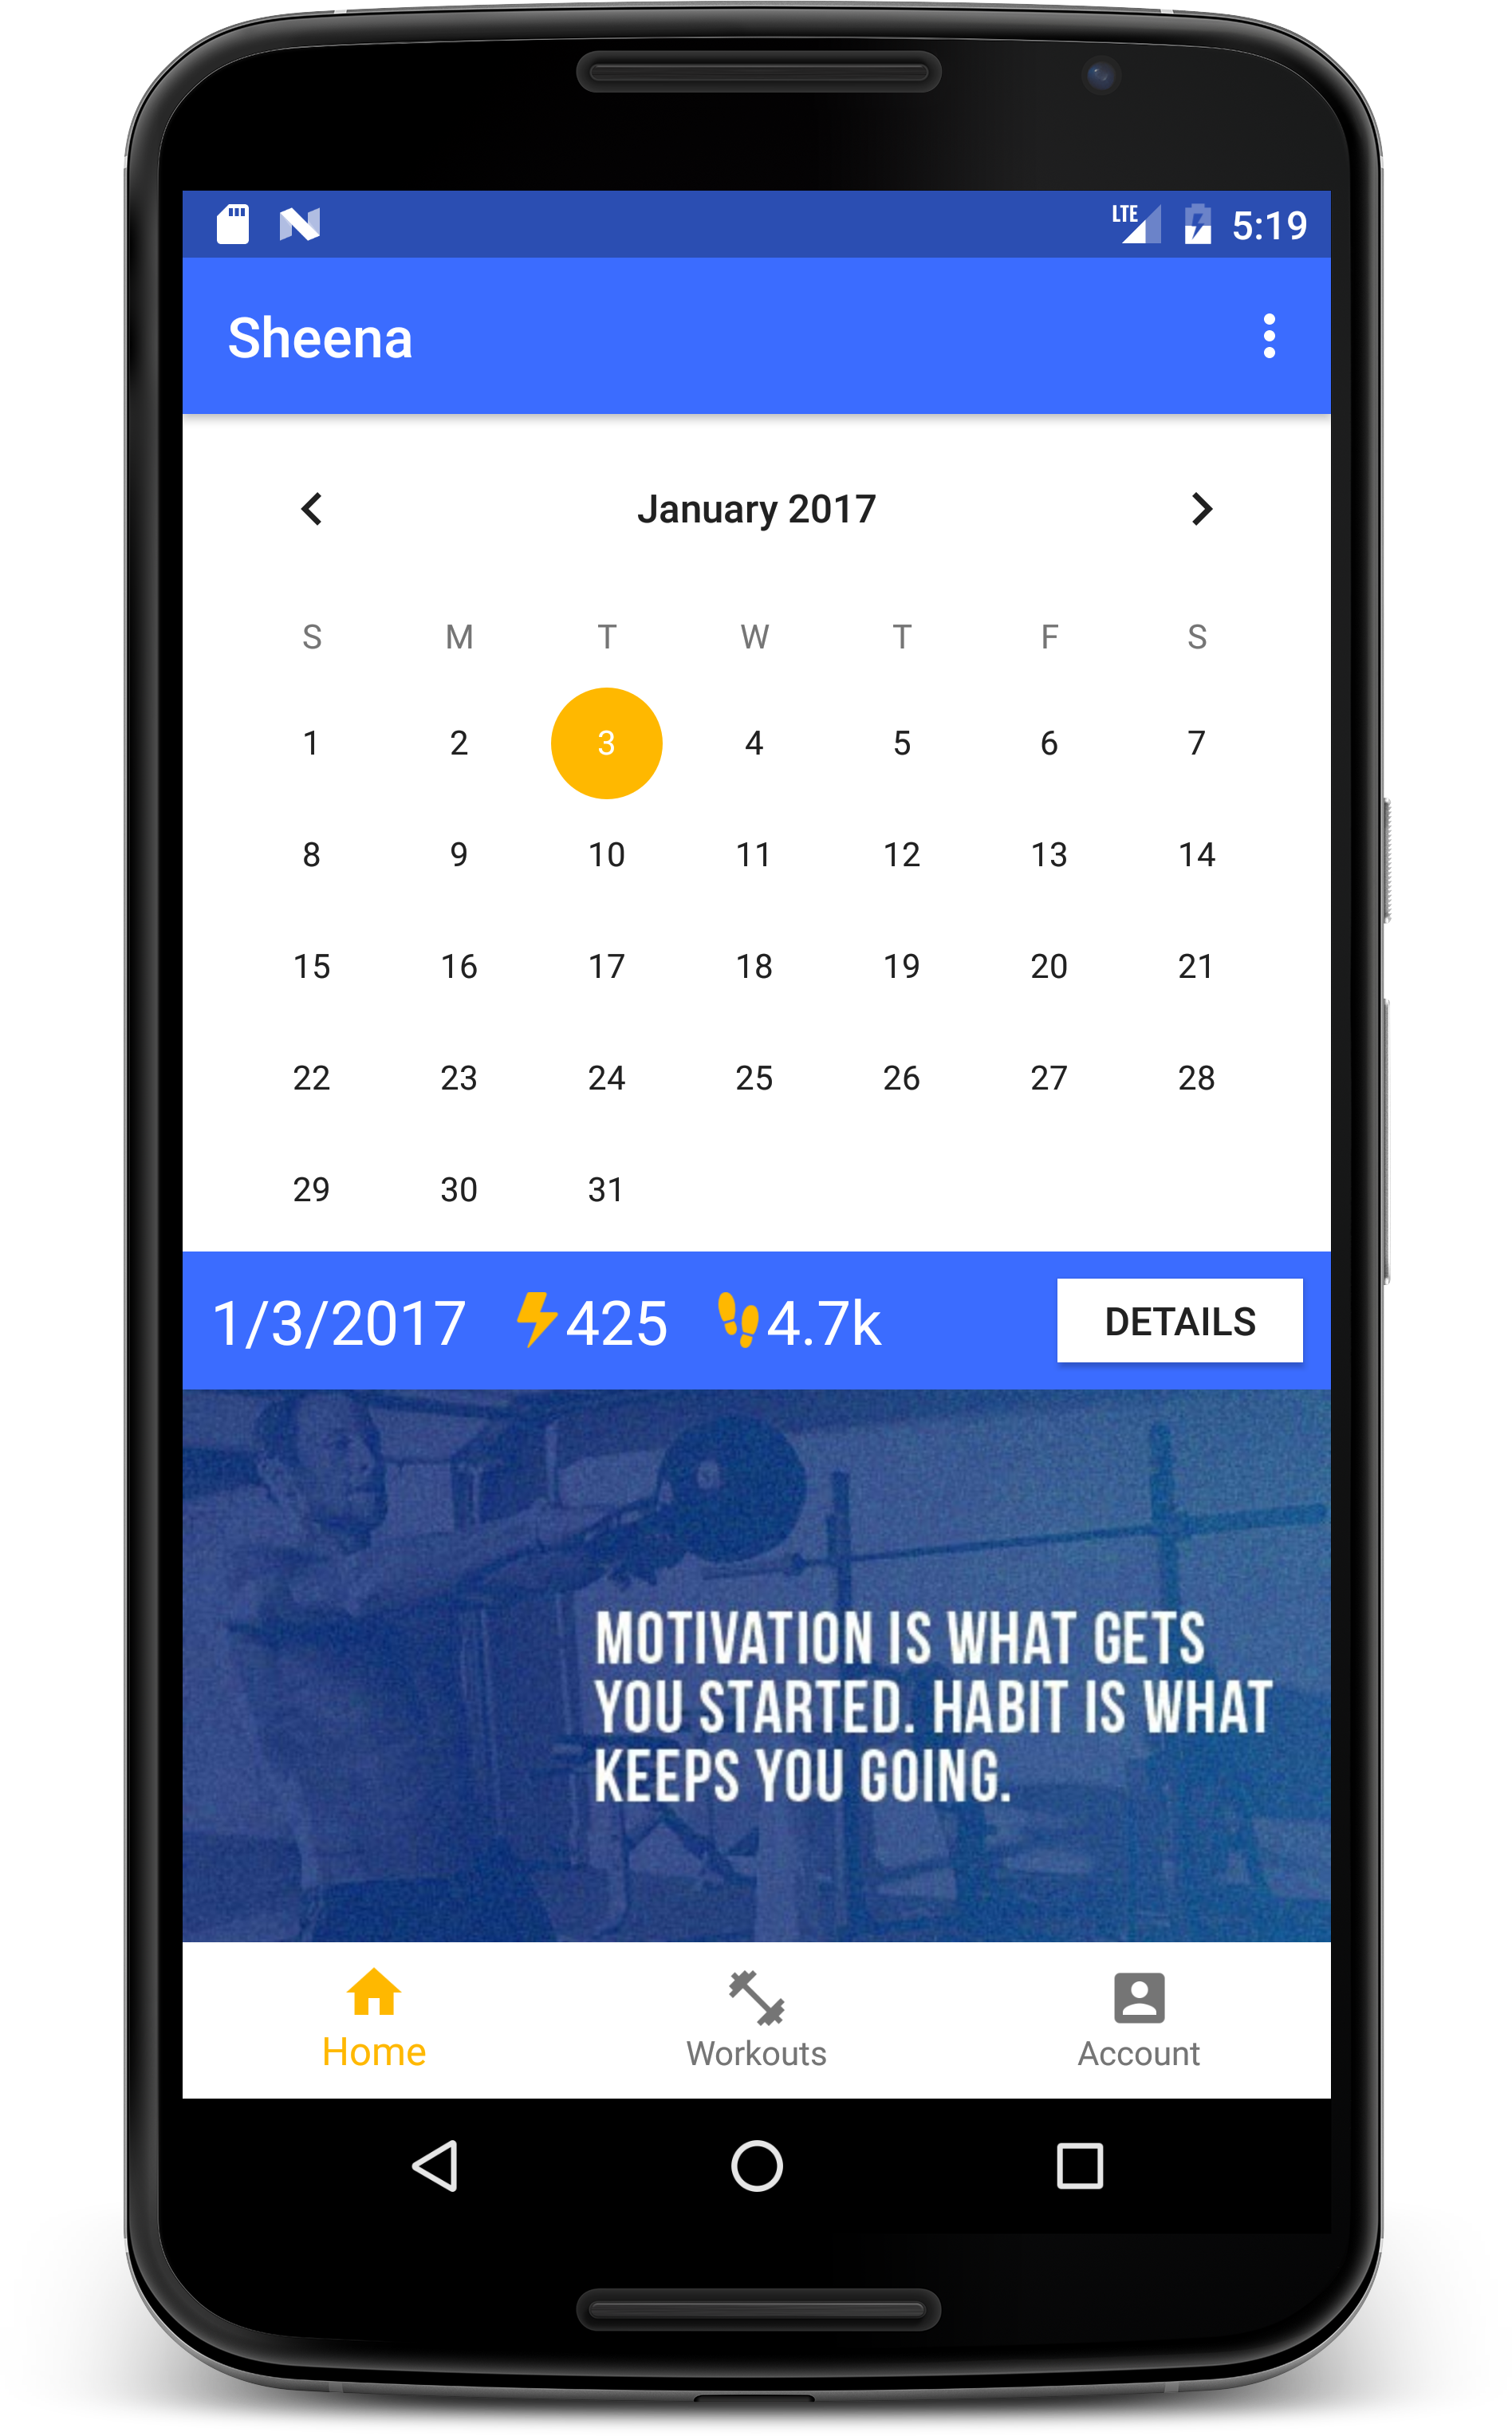 LTE 5:19
Sheena
January 2017
S M T W T F S
1 2 3 4 5 6 7
8 9 10 11 12 13 14
15 16 17 18 19 20 21
22 23 24 25 26 27 28
29 30 31
1/3/2017 425 4.7k DETAILS
MOTIVATION IS WHAT GETS
YOU STARTED. HABIT IS WHAT
KEEPS YOU GOING.
Home Workouts Account